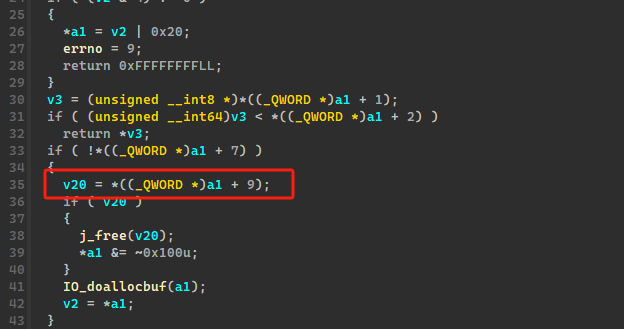 25 {
26 *a1 = v2 | 0x20;
27 errno = 9;
28 return 0xFFFFFFFFLL;
29 }
30 v3 = (unsigned __int8 *)*((_QWORD *)a1 + 1);
31 if ( (unsigned __int64)v3 < *((_QWORD *)a1 + 2) )
32 return *v3;
33 if ( !*((_QWORD *)a1 + 7) )
34 {
35 v20 = *((_QWORD *)a1 + 9);
36 if ( v20 )
37 {
38 j_free(v20);
39 *a1 &= ~0x100u;
40 }
41 IO_doallocbuf(a1);
42 v2 = *a1;
43 }